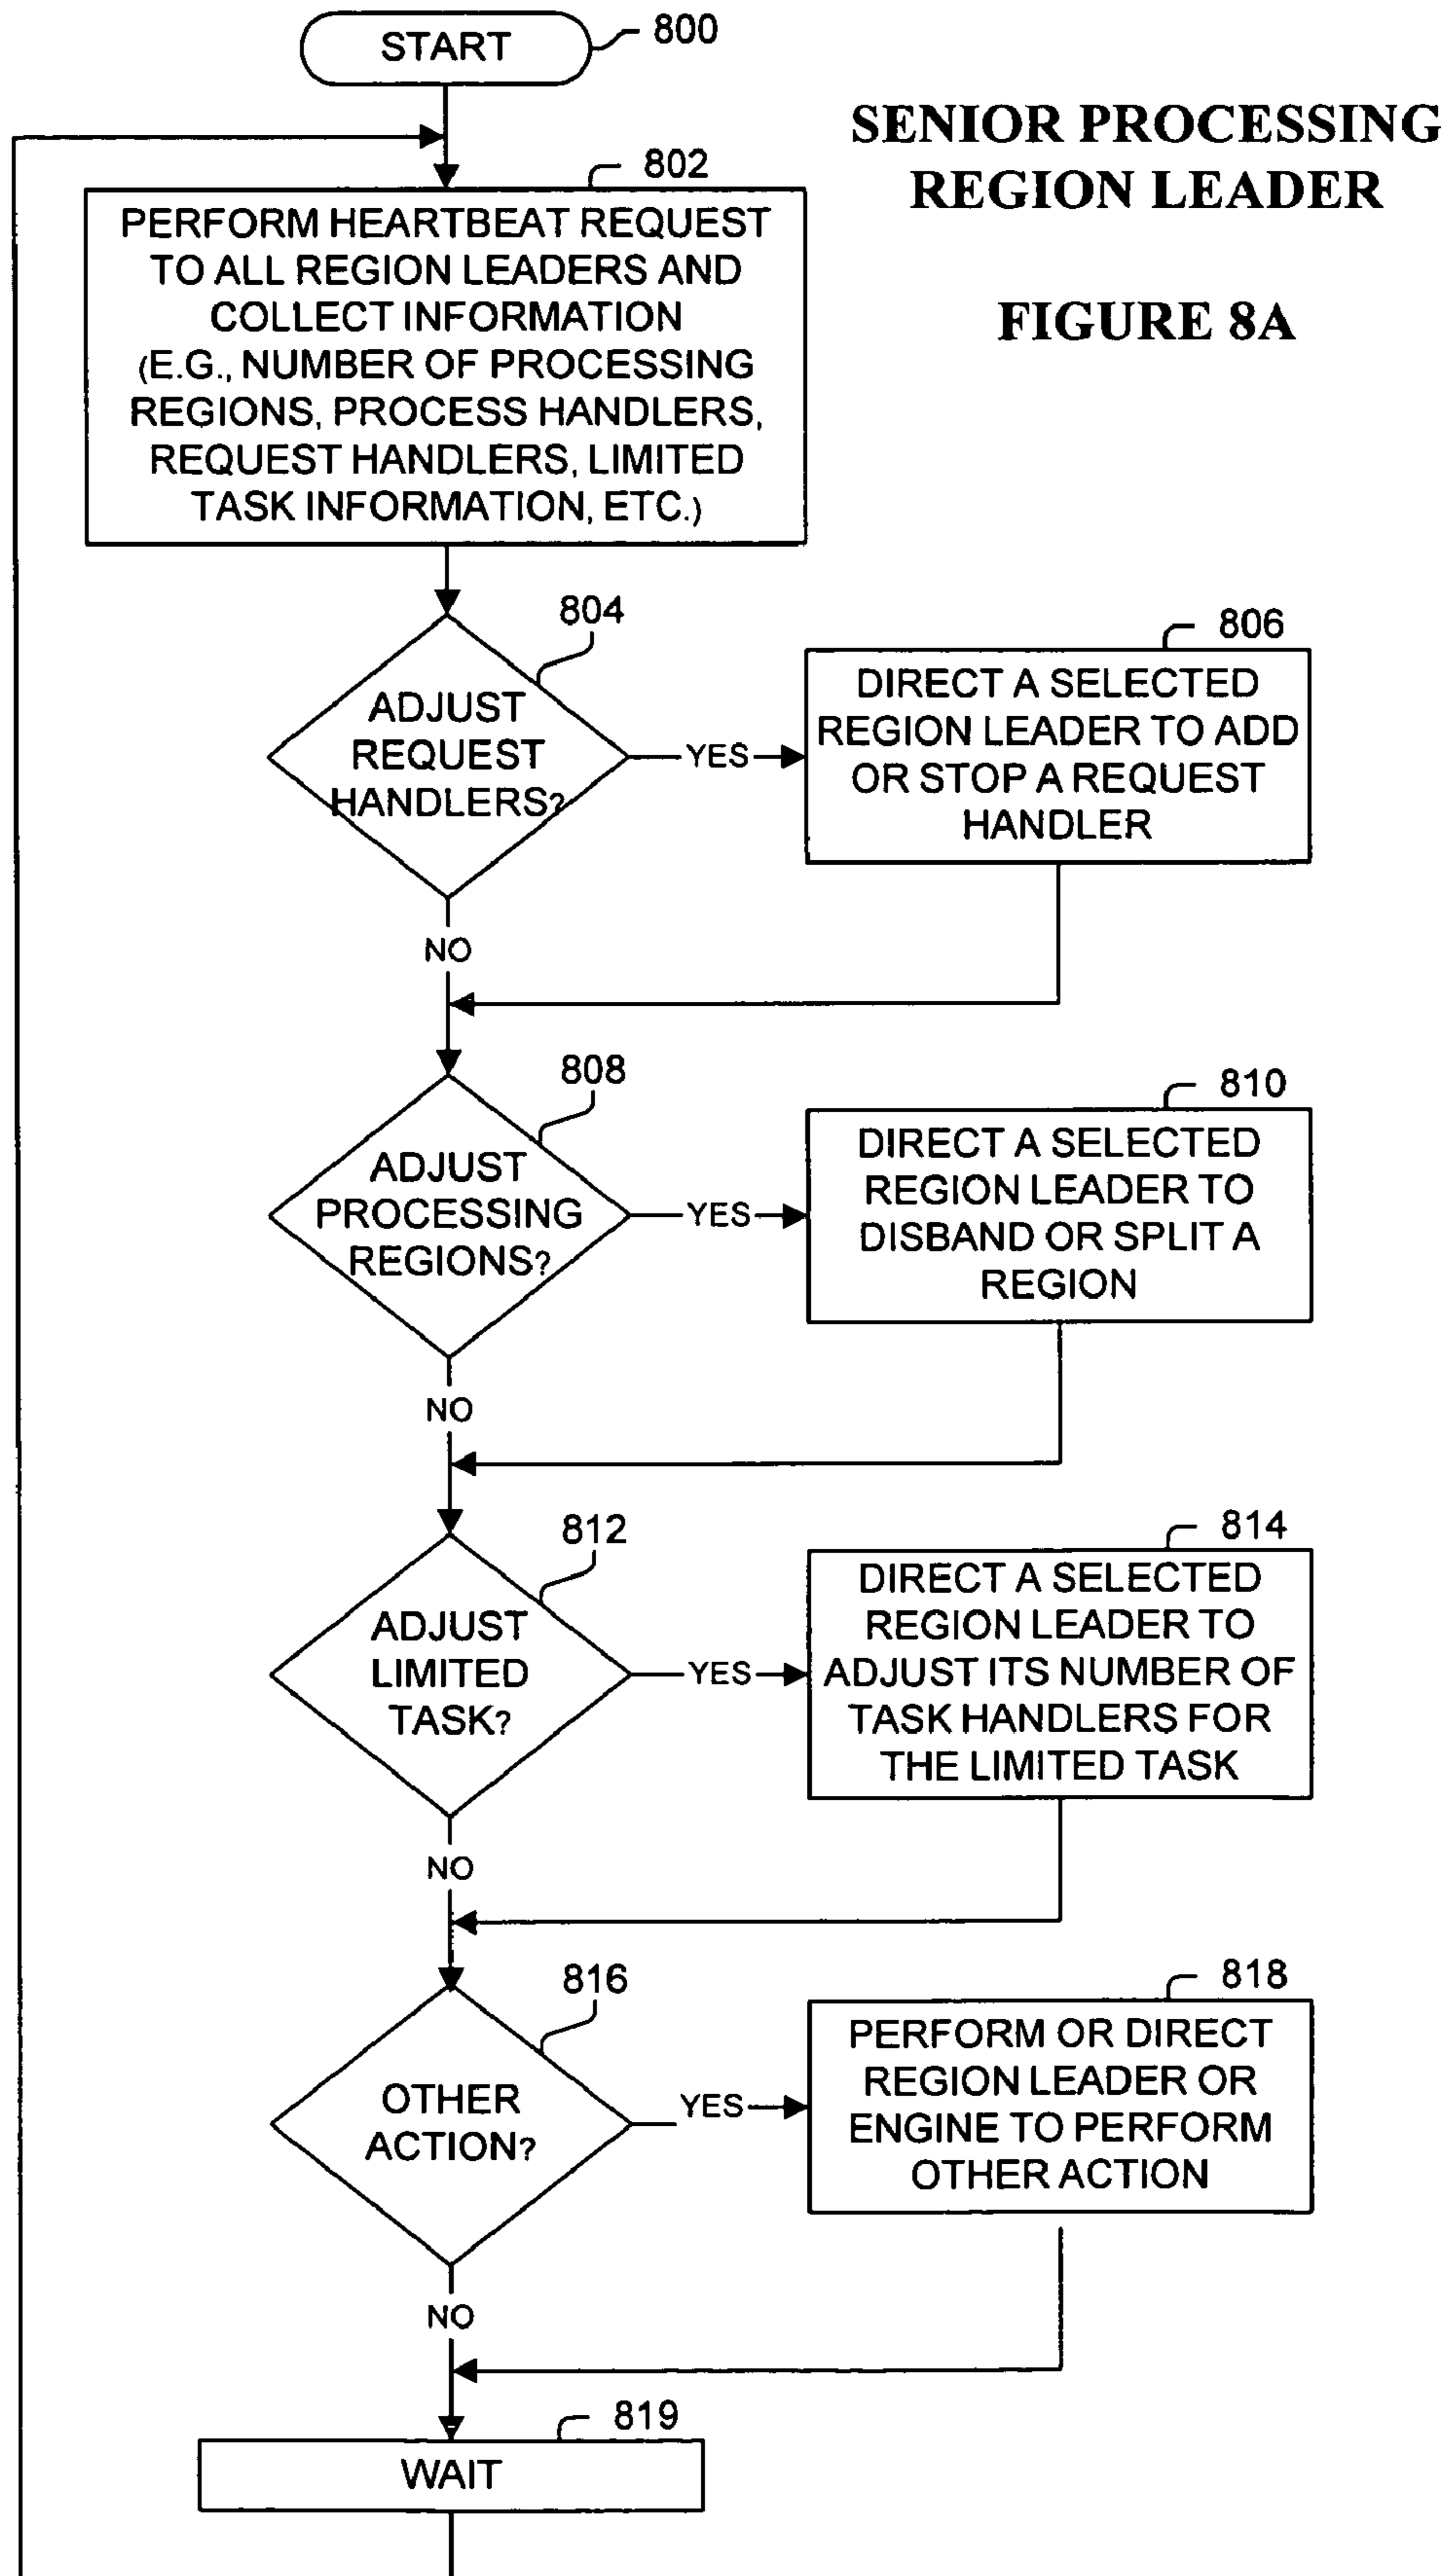 START
800
SENIOR PROCESSING
REGION LEADER
FIGURE 8A
802
PERFORM HEARTBEAT REQUEST
TO ALL REGION LEADERS AND
COLLECT INFORMATION
(E.G., NUMBER OF PROCESSING
REGIONS, PROCESS HANDLERS,
REQUEST HANDLERS, LIMITED
TASK INFORMATION, ETC.)
804
ADJUST
REQUEST
HANDLERS?
YES
806
DIRECT A SELECTED
REGION LEADER TO ADD
OR STOP A REQUEST
HANDLER
NO
808
ADJUST
PROCESSING
REGIONS?
YES
810
DIRECT A SELECTED
REGION LEADER TO
DISBAND OR SPLIT A
REGION
NO
812
ADJUST
LIMITED
TASK?
YES
814
DIRECT A SELECTED
REGION LEADER TO
ADJUST ITS NUMBER OF
TASK HANDLERS FOR
THE LIMITED TASK
NO
816
OTHER
ACTION?
YES
818
PERFORM OR DIRECT
REGION LEADER OR
ENGINE TO PERFORM
OTHER ACTION
NO
819
WAIT